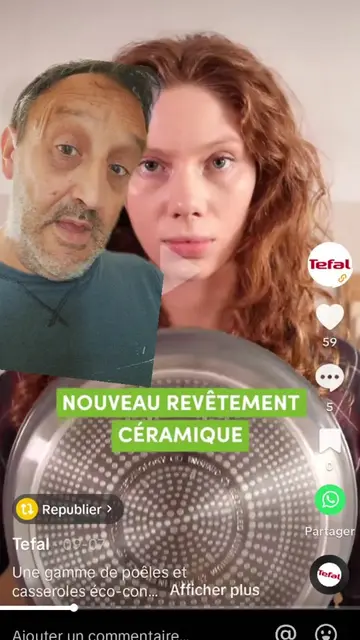 Tefal
59
NOUVEAU REVÊTEMENT
CÉRAMIQUE
5
Republier >
Partager
Tefal · 09-07
Une gamme de poêles et
casseroles éco-con... Afficher plus
Tefal
Ajouter un commentaire...